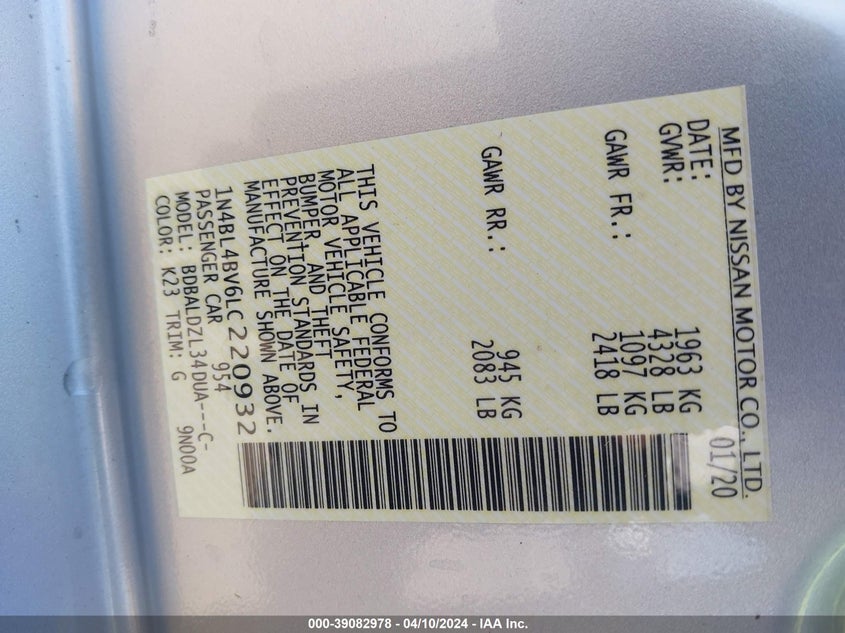 MFD BY NISSAN MOTOR CO., LTD.
DATE: 01/20
GVWR: 1963 KG
4328 LB
GAWR FR.: 1097 KG
2418 LB
GAWR RR.: 945 KG
2083 LB
THIS VEHICLE CONFORMS TO
ALL APPLICABLE FEDERAL
MOTOR VEHICLE SAFETY,
BUMPER, AND THEFT
PREVENTION STANDARDS IN
EFFECT ON THE DATE OF
MANUFACTURE SHOWN ABOVE.
1N4BL4BV6LC220932
PASSENGER CAR 954
MODEL: BDBALDZL34DUA---C-
COLOR: K23 TRIM: G 9N00A
000-39082978 - 04/10/2024 - IAA Inc.